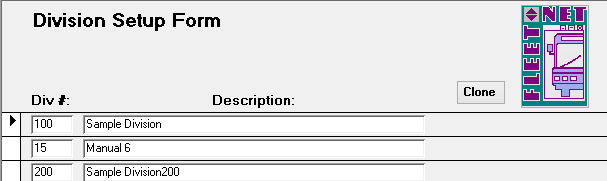 Division Setup Form
FLEET NET
Div #: Description: Clone
100 Sample Division
15 Manual 6
200 Sample Division200